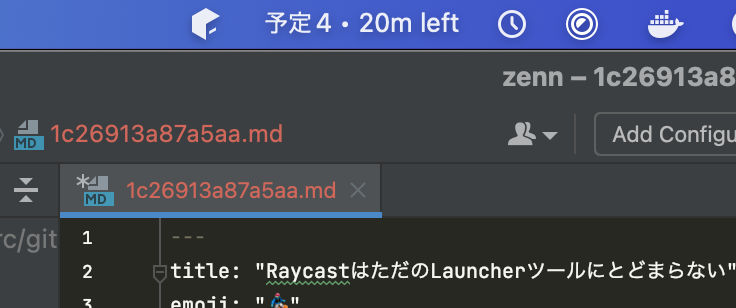 予定4 • 20m left
zenn – 1c26913a8
MD 1c26913a87a5aa.md
Add Configu
* MD 1c26913a87a5aa.md
rc/git
1 ---
2 title: "RaycastはただのLauncherツールにとどまらない"
3 emoji: "🚴"